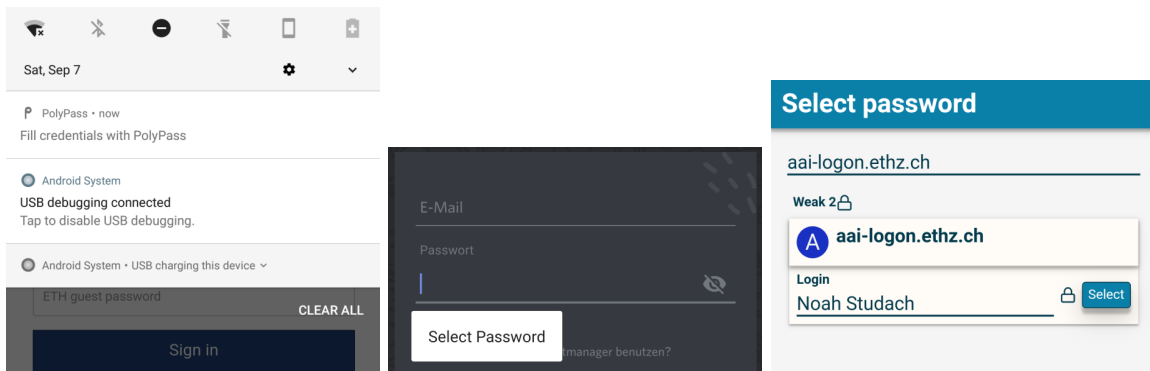 Sat, Sep 7
PolyPass • now
Fill credentials with PolyPass
Android System
USB debugging connected
Tap to disable USB debugging.
Android System • USB charging this device
ETH guest password
CLEAR ALL
Sign in
E-Mail
Passwort
Select Password
tmanager benutzen?
Select password
aai-logon.ethz.ch
Weak 2
A aai-logon.ethz.ch
Login
Noah Studach
Select